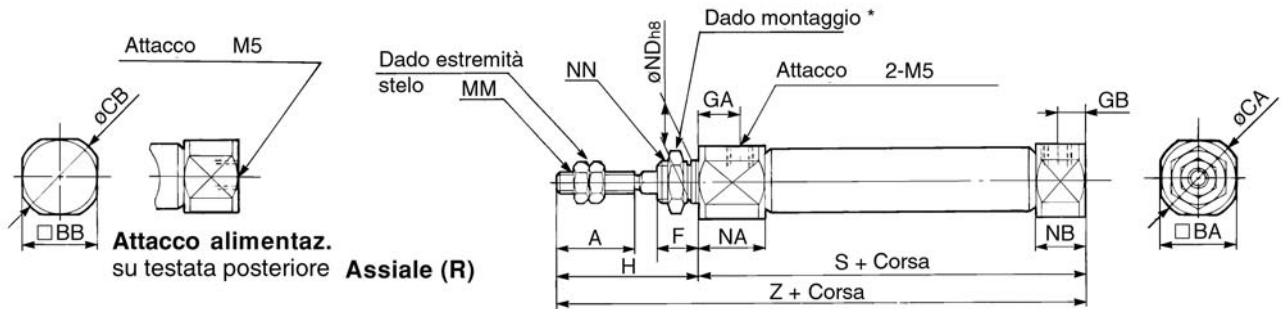 Attacco M5
øCB
□BB
Attacco alimentaz.
su testata posteriore Assiale (R)
Dado montaggio *
Dado estremità
stelo
MM
NN
øNDh8
Attacco 2-M5
GA
GB
øCA
A
F
NA
NB
□BA
H
S + Corsa
Z + Corsa